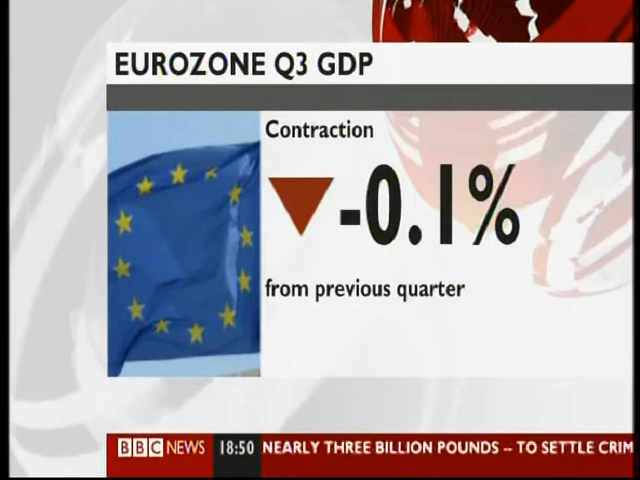 EUROZONE Q3 GDP
Contraction
-0.1%
from previous quarter
BBC NEWS 18:50 NEARLY THREE BILLION POUNDS -- TO SETTLE CRIM